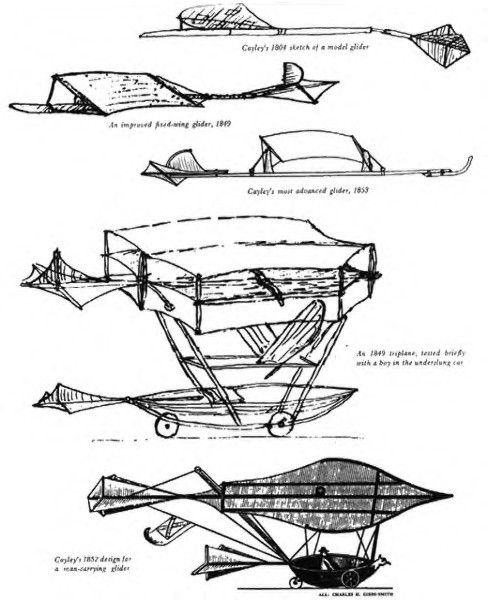 Cayley's 1804 sketch of a model glider
An improved fixed-wing glider, 1849
Cayley's most advanced glider, 1853
An 1849 triplane, tested briefly
with a boy in the underslung car
Cayley's 1852 design for
a man-carrying glider
ALL: CHARLES H. GIBBS-SMITH